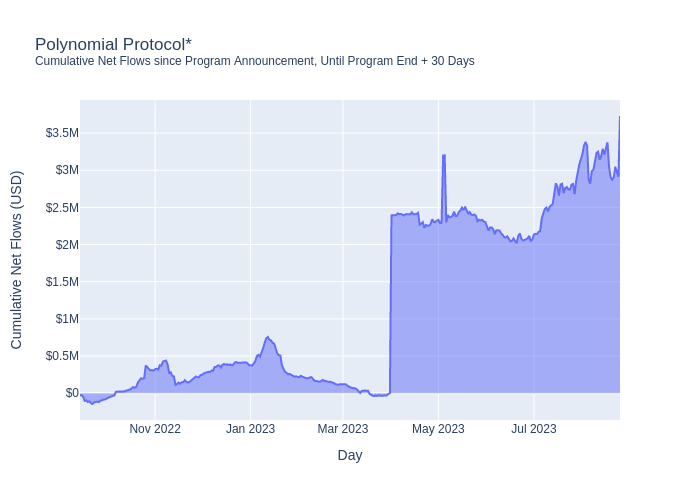 Polynomial Protocol*
Cumulative Net Flows since Program Announcement, Until Program End + 30 Days
$3.5M
$3M
$2.5M
$2M
$1.5M
$1M
$0.5M
$0
Cumulative Net Flows (USD)
Nov 2022
Jan 2023
Mar 2023
May 2023
Jul 2023
Day